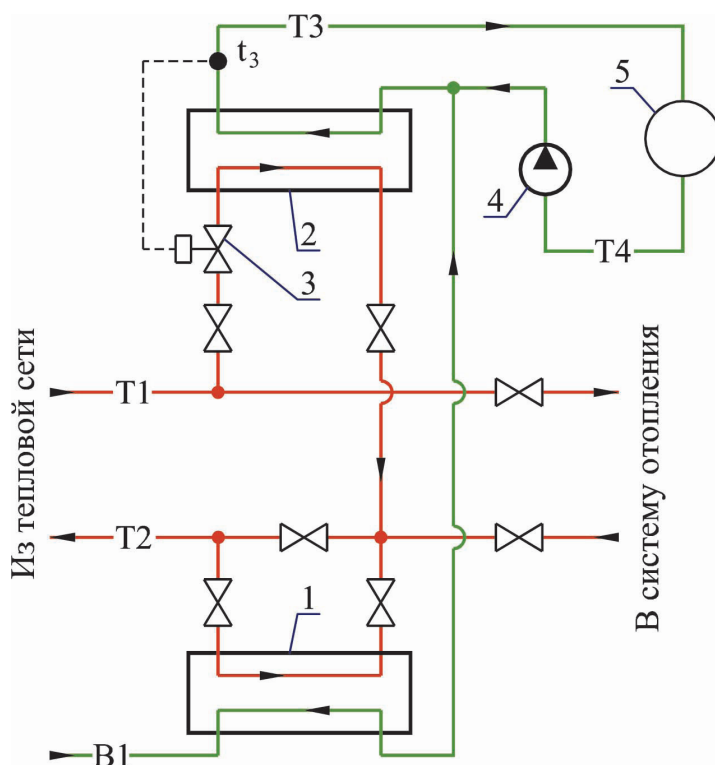 T3
t3
5
4
2
3
T4
T1
T2
1
B1
Из тепловой сети
В систему отопления